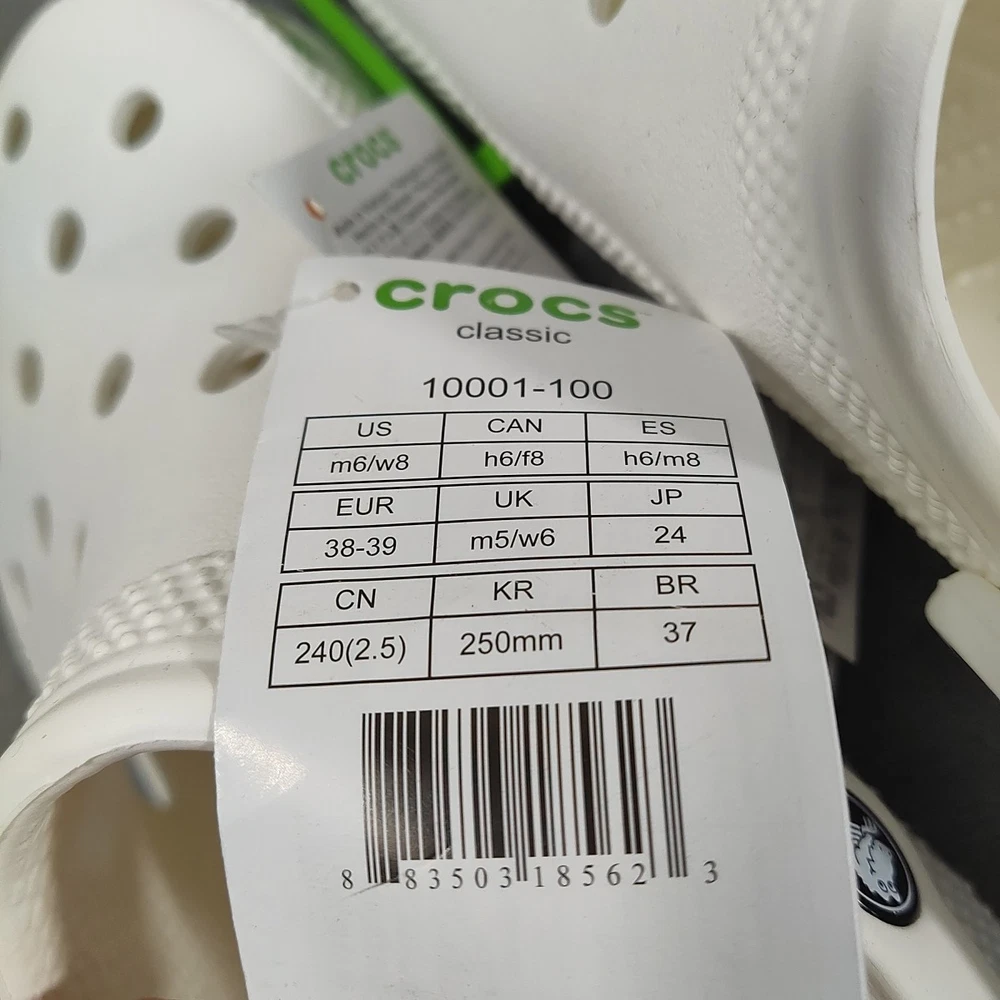 crocs
crocs
classic
10001-100
US CAN ES
m6/w8 h6/f8 h6/m8
EUR UK JP
38-39 m5/w6 24
CN KR BR
240(2.5) 250mm 37
8 83503 18562 3